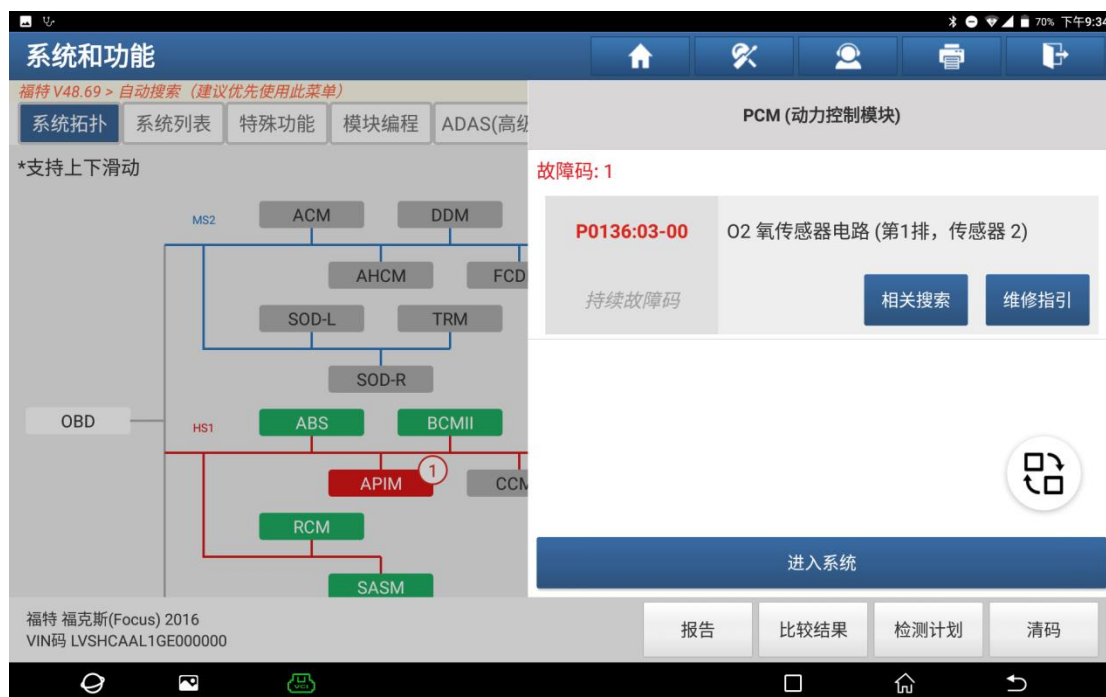 70% 下午9:34
系统和功能
福特 V48.69 > 自动搜索（建议优先使用此菜单）
系统拓扑 系统列表 特殊功能 模块编程 ADAS(高级
PCM (动力控制模块)
*支持上下滑动
故障码: 1
MS2 ACM DDM
P0136:03-00 O2 氧传感器电路 (第1排，传感器 2)
AHCM FCD
持续故障码 相关搜索 维修指引
SOD-L TRM
SOD-R
OBD HS1 ABS BCMII
1
APIM CCM
RCM
进入系统
SASM
福特 福克斯(Focus) 2016
VIN码 LVSHCAAL1GE000000
报告 比较结果 检测计划 清码
VCI